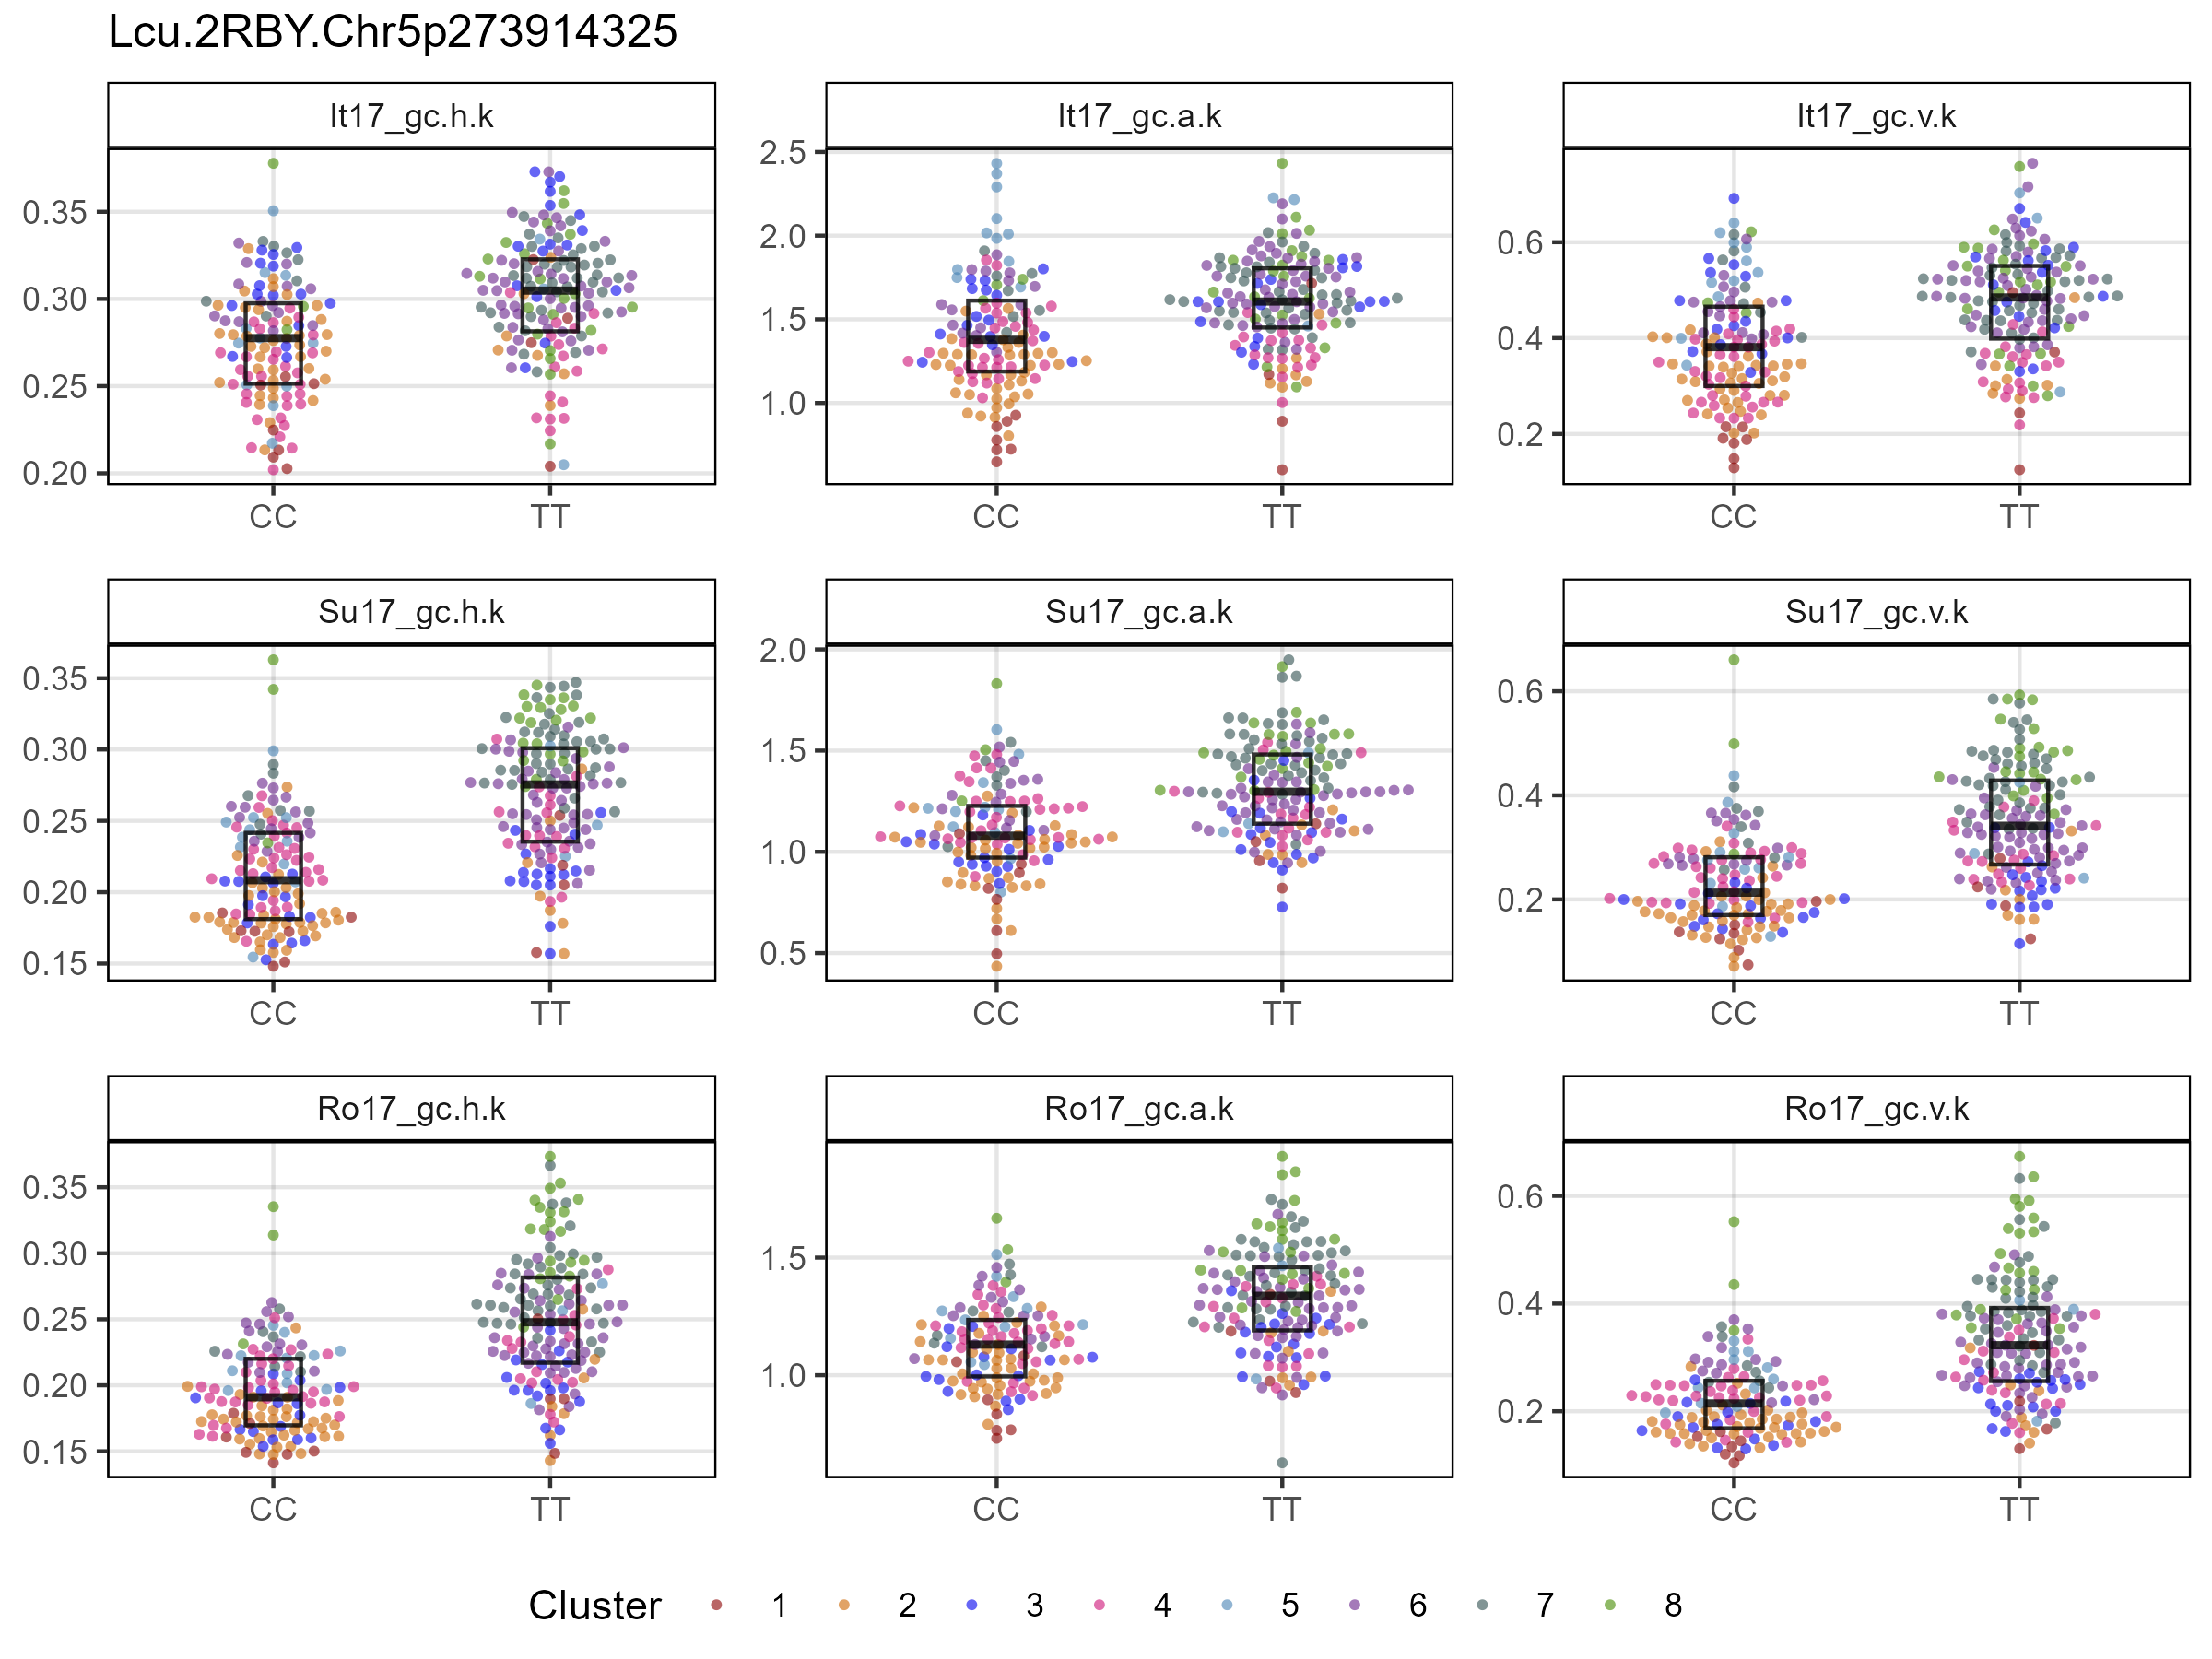 Lcu.2RBY.Chr5p273914325
It17_gc.h.k
It17_gc.a.k
It17_gc.v.k
0.35
0.30
0.25
0.20
2.5
2.0
1.5
1.0
0.6
0.4
0.2
CC
TT
CC
TT
CC
TT
Su17_gc.h.k
Su17_gc.a.k
Su17_gc.v.k
0.35
0.30
0.25
0.20
0.15
2.0
1.5
1.0
0.5
0.6
0.4
0.2
CC
TT
CC
TT
CC
TT
Ro17_gc.h.k
Ro17_gc.a.k
Ro17_gc.v.k
0.35
0.30
0.25
0.20
0.15
1.5
1.0
0.6
0.4
0.2
CC
TT
CC
TT
CC
TT
Cluster 1 2 3 4 5 6 7 8